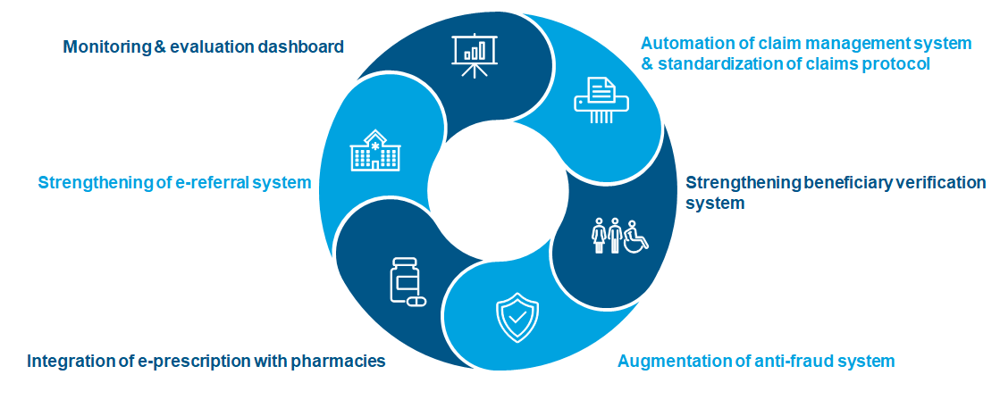 Monitoring & evaluation dashboard
Automation of claim management system
& standardization of claims protocol
Strengthening of e-referral system
Strengthening beneficiary verification
system
Integration of e-prescription with pharmacies
Augmentation of anti-fraud system